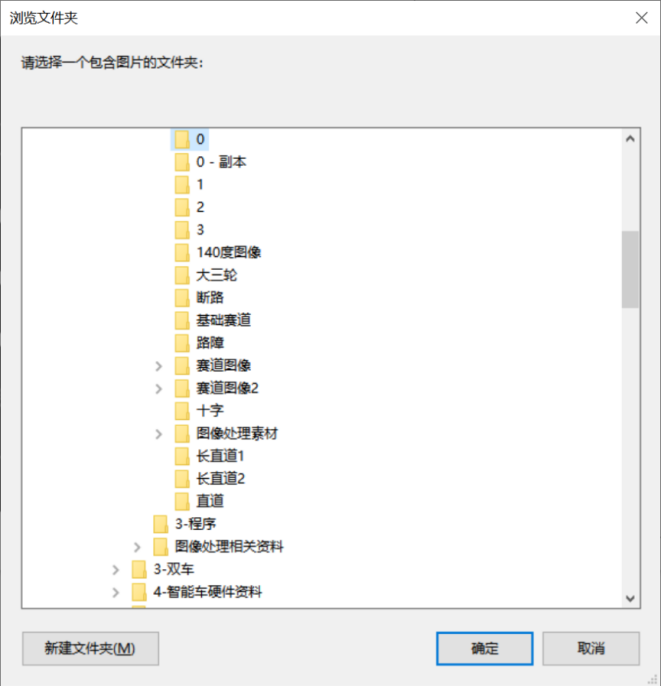 浏览文件夹
请选择一个包含图片的文件夹:
0
0 - 副本
1
2
3
140度图像
大三轮
断路
基础赛道
路障
赛道图像
赛道图像2
十字
图像处理素材
长直道1
长直道2
直道
3-程序
图像处理相关资料
3-双车
4-智能车硬件资料
新建文件夹(M) 确定 取消